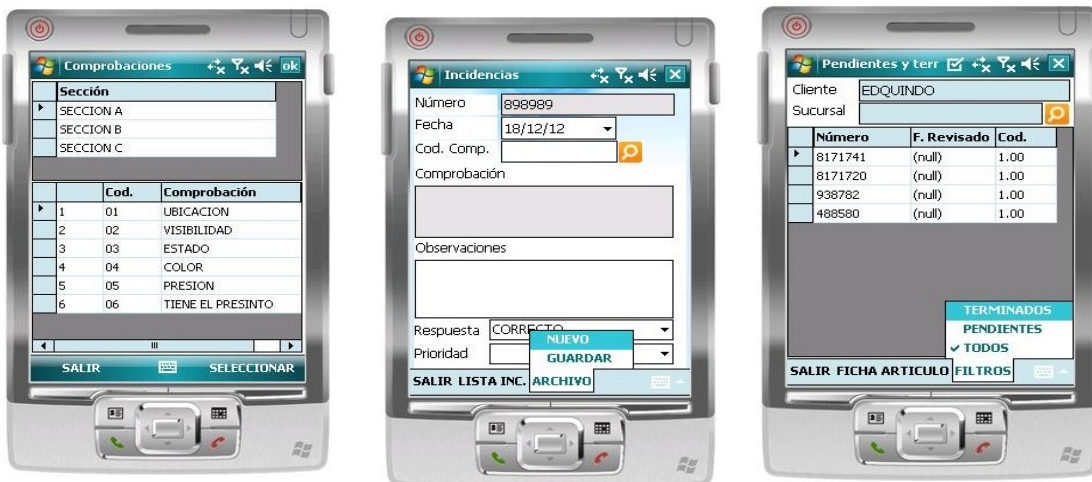 Comprobaciones ok
Sección
SECCION A
SECCION B
SECCION C
Cod. Comprobación
1 01 UBICACION
2 02 VISIBILIDAD
3 03 ESTADO
4 04 COLOR
5 05 PRESION
6 06 TIENE EL PRESINTO
SALIR SELECCIONAR
Incidencias
Número 898989
Fecha 18/12/12
Cod. Comp.
Comprobación
Observaciones
Respuesta CORRECTO
Prioridad
NUEVO
GUARDAR
SALIR LISTA INC. ARCHIVO
Pendientes y terr
Cliente EDQUINDO
Sucursal
Número F. Revisado Cod.
8171741 (null) 1.00
8171720 (null) 1.00
938782 (null) 1.00
488580 (null) 1.00
TERMINADOS
PENDIENTES
TODOS
SALIR FICHA ARTICULO FILTROS